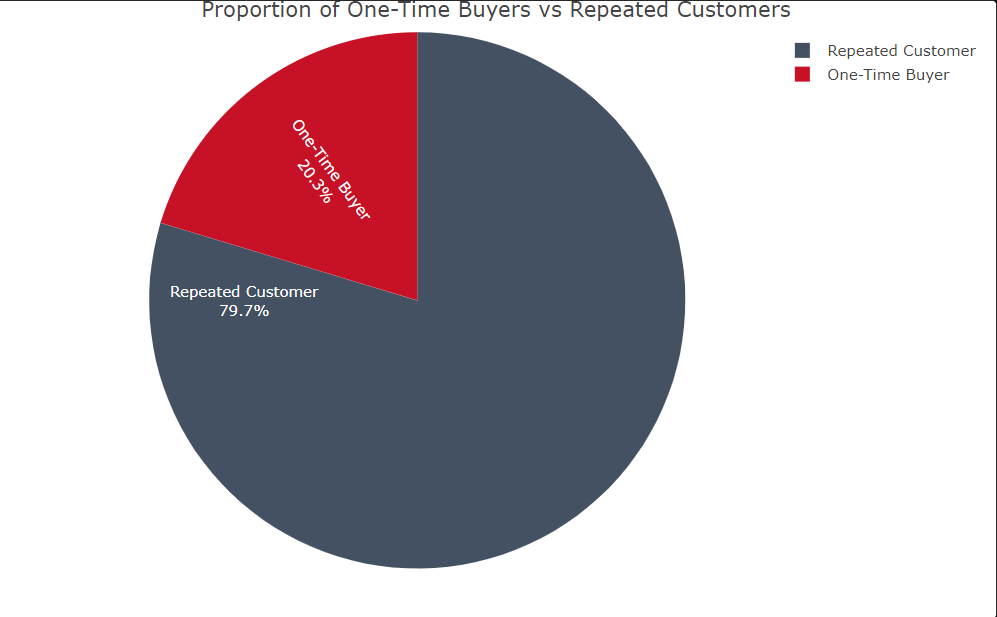 Proportion of One-Time Buyers vs Repeated Customers
Repeated Customer
One-Time Buyer
One-Time Buyer
20.3%
Repeated Customer
79.7%